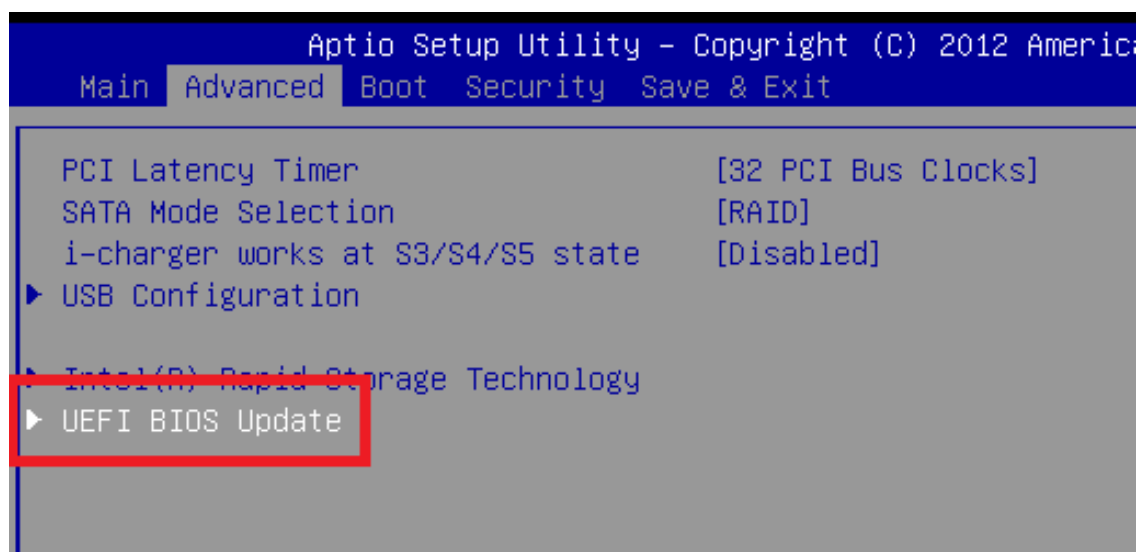 Aptio Setup Utility – Copyright (C) 2012 Americ
Main Advanced Boot Security Save & Exit
PCI Latency Timer [32 PCI Bus Clocks]
SATA Mode Selection [RAID]
i-charger works at S3/S4/S5 state [Disabled]
USB Configuration
Intel(R) Rapid Storage Technology
UEFI BIOS Update